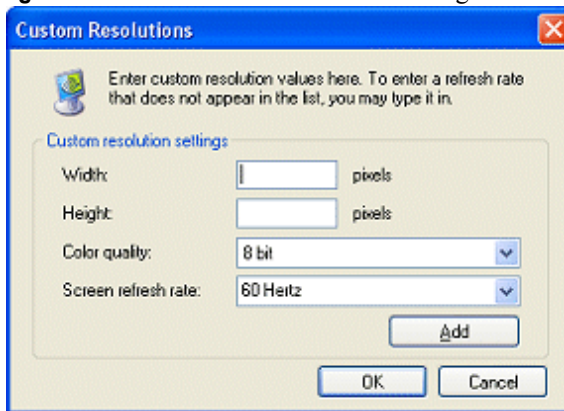 Custom Resolutions
Enter custom resolution values here. To enter a refresh rate
that does not appear in the list, you may type it in.
Custom resolution settings
Width:
pixels
Height:
pixels
Color quality:
8 bit
Screen refresh rate:
60 Hertz
Add
OK
Cancel